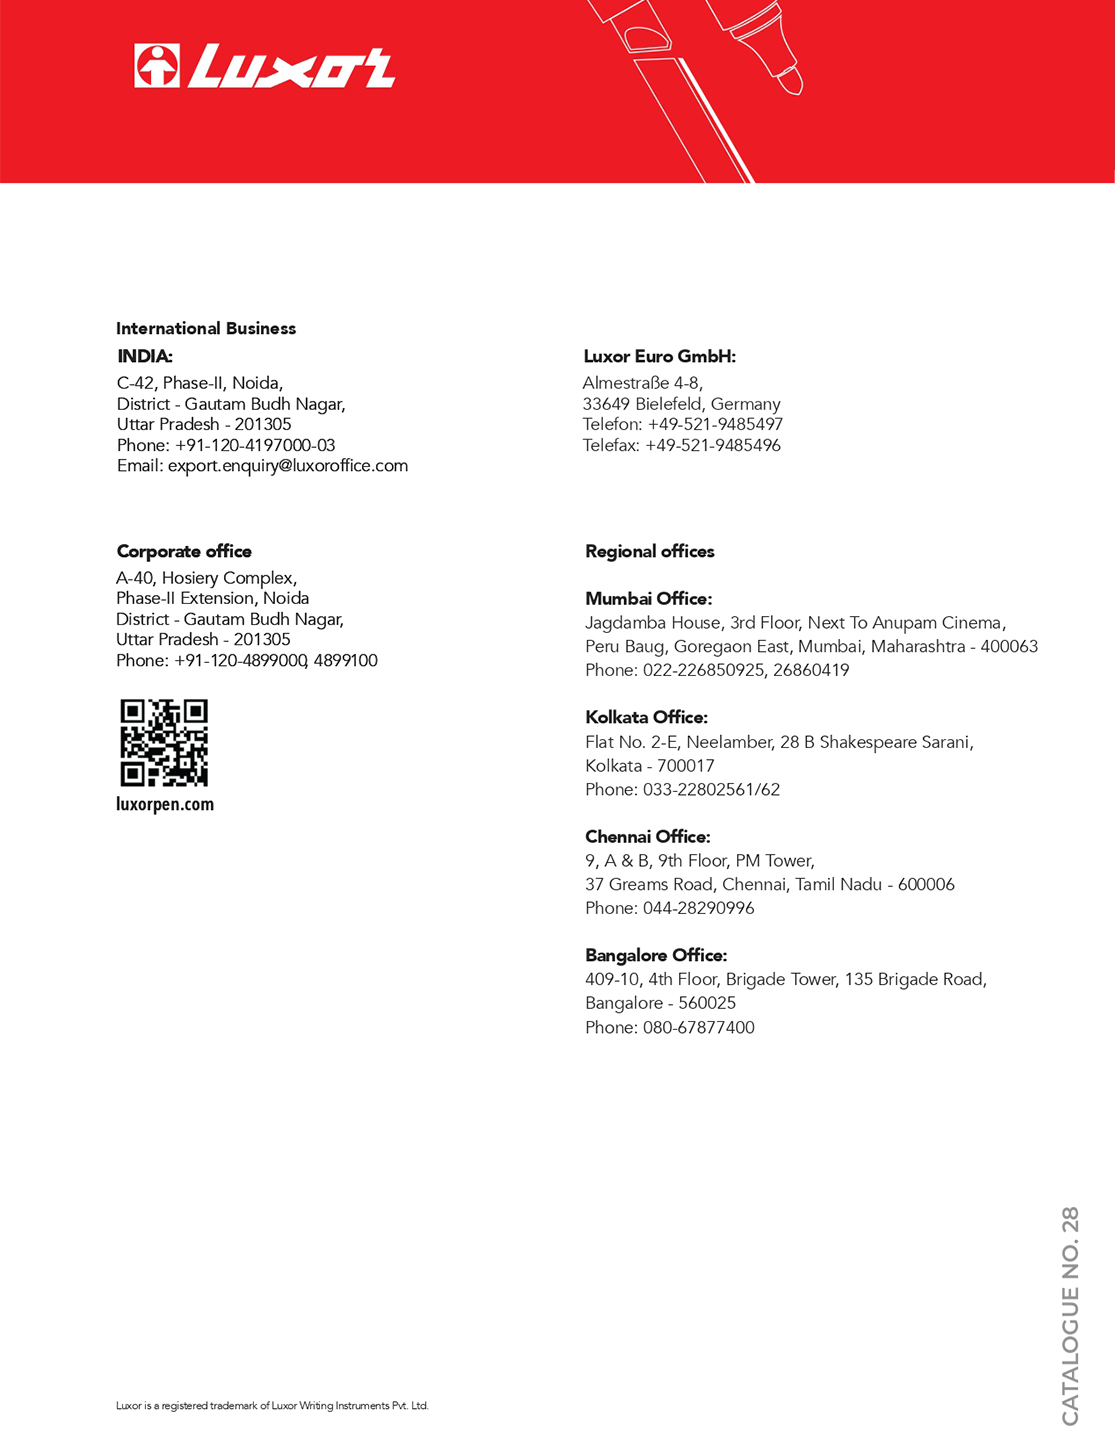 Luxor
International Business
INDIA:
C-42, Phase-II, Noida,
District - Gautam Budh Nagar,
Uttar Pradesh - 201305
Phone: +91-120-4197000-03
Email: export.enquiry@luxoroffice.com
Luxor Euro GmbH:
Almestraße 4-8,
33649 Bielefeld, Germany
Telefon: +49-521-9485497
Telefax: +49-521-9485496
Corporate office
A-40, Hosiery Complex,
Phase-II Extension, Noida
District - Gautam Budh Nagar,
Uttar Pradesh - 201305
Phone: +91-120-4899000, 4899100
luxorpen.com
Regional offices
Mumbai Office:
Jagdamba House, 3rd Floor, Next To Anupam Cinema,
Peru Baug, Goregaon East, Mumbai, Maharashtra - 400063
Phone: 022-226850925, 26860419
Kolkata Office:
Flat No. 2-E, Neelamber, 28 B Shakespeare Sarani,
Kolkata - 700017
Phone: 033-22802561/62
Chennai Office:
9, A & B, 9th Floor, PM Tower,
37 Greams Road, Chennai, Tamil Nadu - 600006
Phone: 044-28290996
Bangalore Office:
409-10, 4th Floor, Brigade Tower, 135 Brigade Road,
Bangalore - 560025
Phone: 080-67877400
CATALOGUE NO. 28
Luxor is a registered trademark of Luxor Writing Instruments Pvt. Ltd.